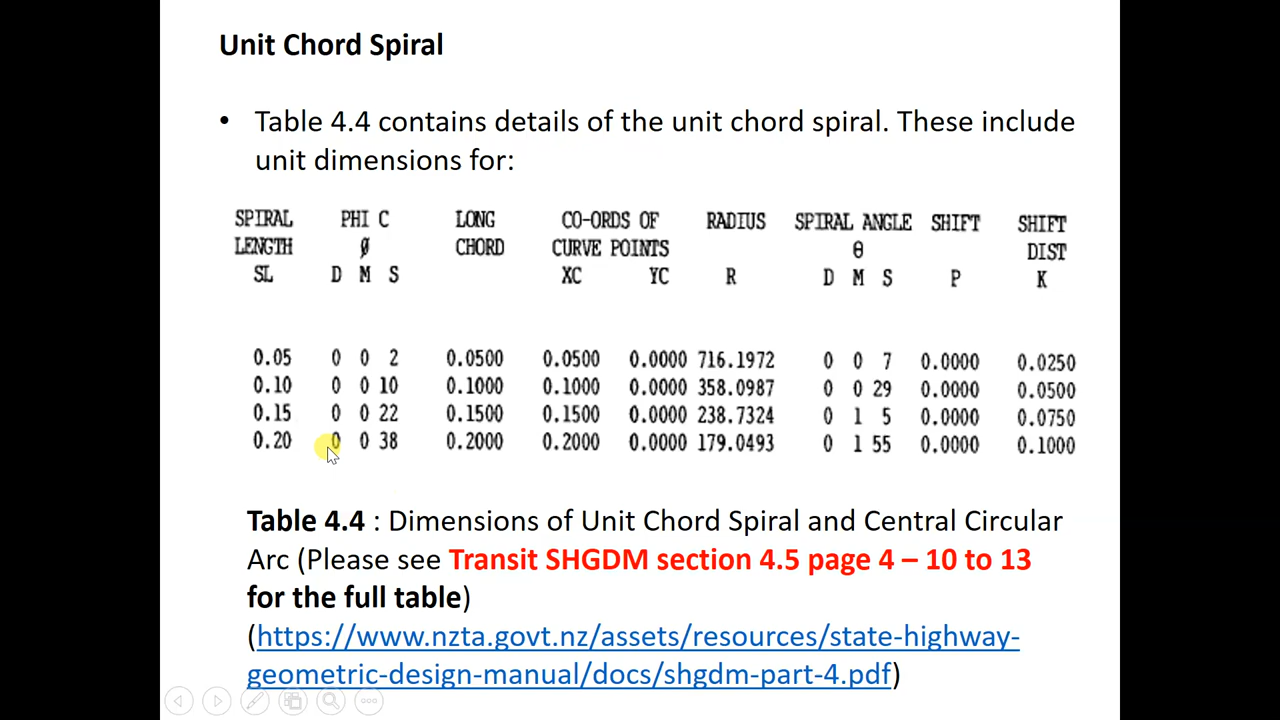 Unit Chord Spiral
• Table 4.4 contains details of the unit chord spiral. These include
unit dimensions for:
SPIRAL PHI C LONG CO-ORDS OF RADIUS SPIRAL ANGLE SHIFT SHIFT
LENGTH ø CHORD CURVE POINTS θ DIST
SL D M S XC YC R D M S P K
0.05 0 0 2 0.0500 0.0500 0.0000 716.1972 0 0 7 0.0000 0.0250
0.10 0 0 10 0.1000 0.1000 0.0000 358.0987 0 0 29 0.0000 0.0500
0.15 0 0 22 0.1500 0.1500 0.0000 238.7324 0 1 5 0.0000 0.0750
0.20 0 0 38 0.2000 0.2000 0.0000 179.0493 0 1 55 0.0000 0.1000
Table 4.4 : Dimensions of Unit Chord Spiral and Central Circular
Arc (Please see Transit SHGDM section 4.5 page 4 – 10 to 13
for the full table)
(https://www.nzta.govt.nz/assets/resources/state-highway-
geometric-design-manual/docs/shgdm-part-4.pdf)